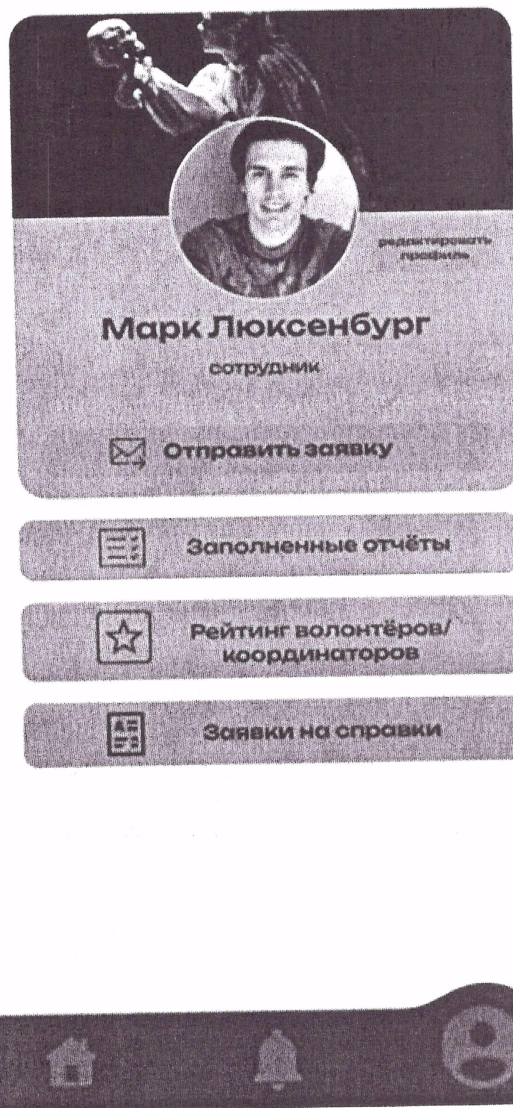 редактировать
профиль
Марк Люксенбург
сотрудник
Отправить заявку
Заполненные отчёты
Рейтинг волонтёров/
координаторов
Заявки на справки